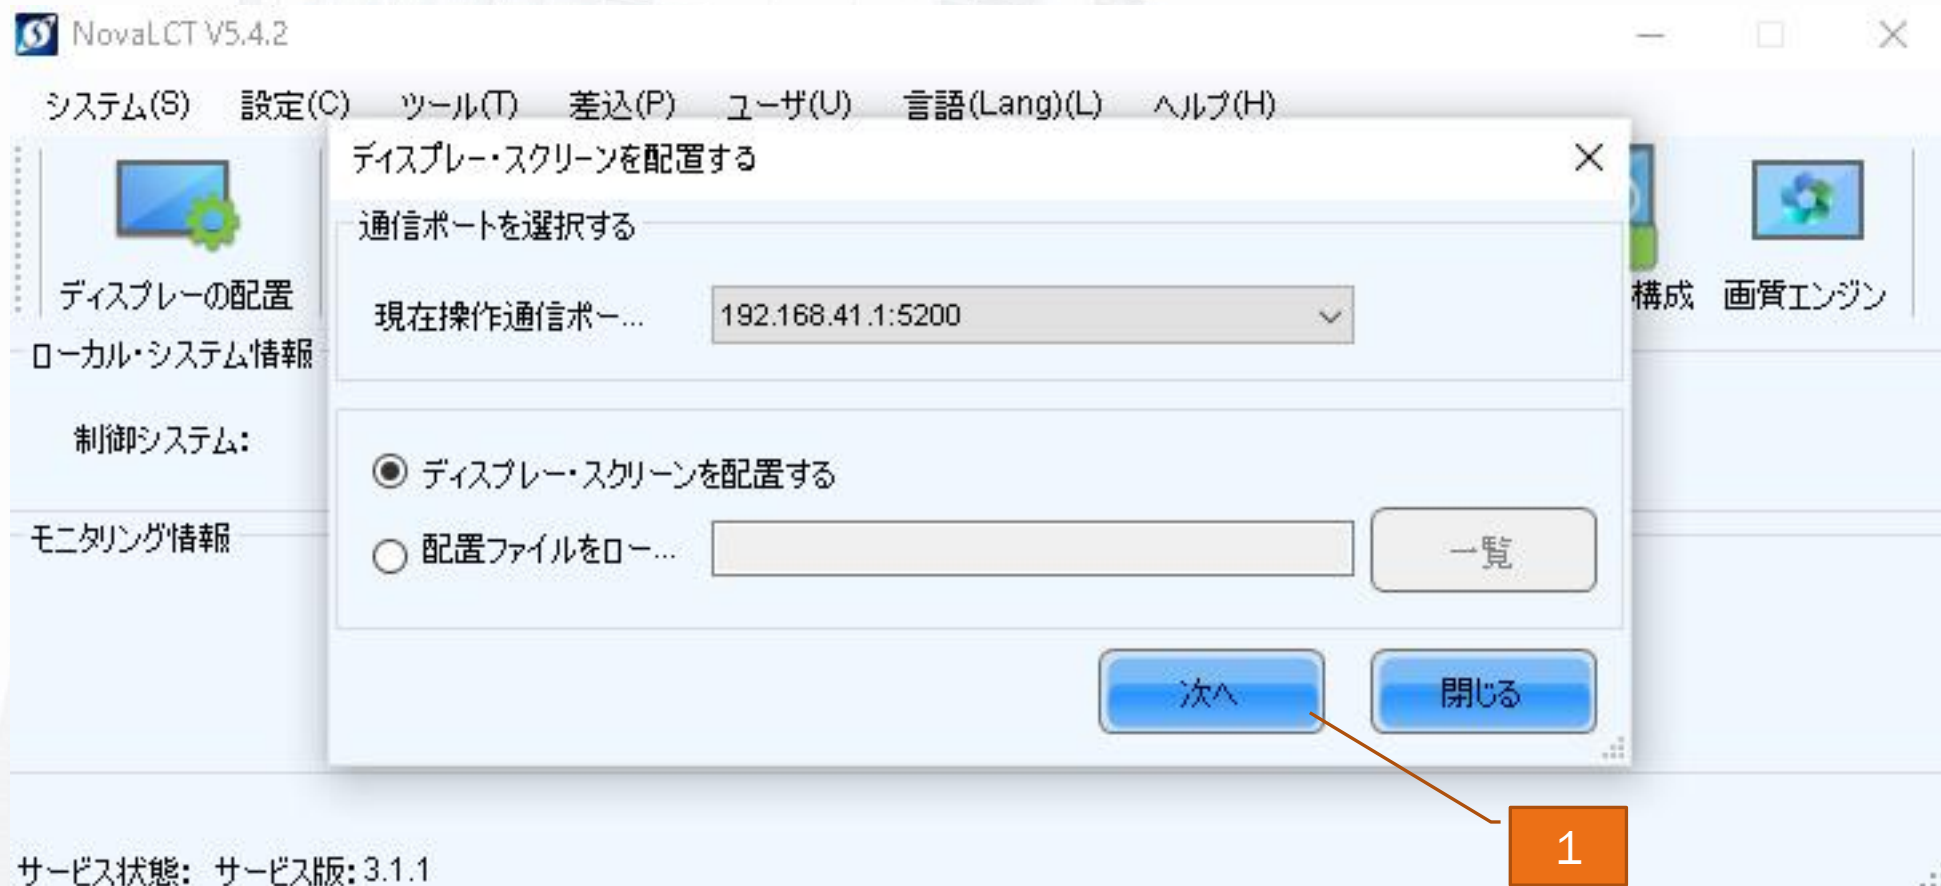 NovaLCT V5.4.2
システム(S) 設定(C) ツール(T) 差込(P) ユーザ(U) 言語(Lang)(L) ヘルプ(H)
ディスプレー・スクリーンを配置する
通信ポートを選択する
現在操作通信ポー... 192.168.41.1:5200
ディスプレーの配置
構成 画質エンジン
ローカル・システム情報
制御システム:
ディスプレー・スクリーンを配置する
モニタリング情報
配置ファイルをロー... 一覧
次へ 閉じる
1
サービス状態: サービス版:3.1.1